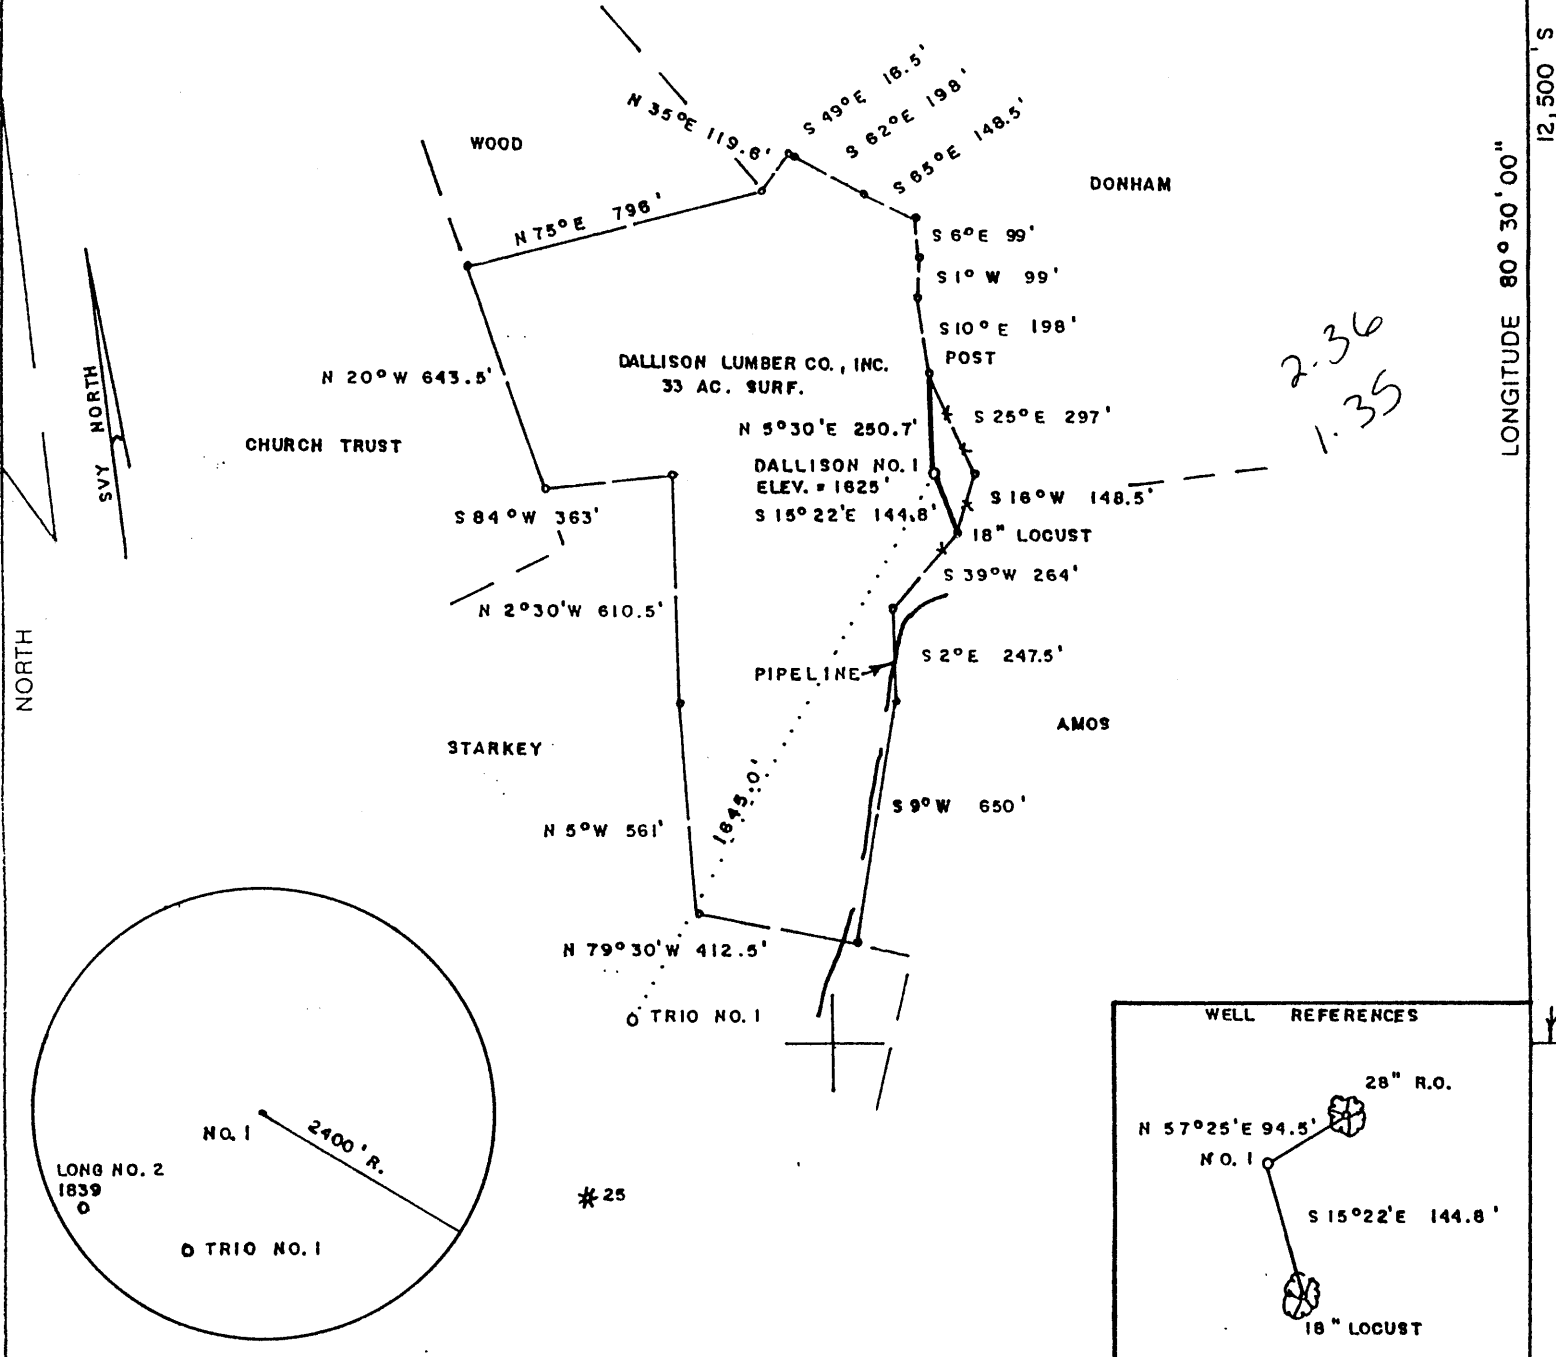 12,500'S
LONGITUDE 80° 30' 00"
NORTH
SVY NORTH
WOOD
N 35°E 119.6'
S 49°E 16.5'
S 62°E 198'
S 65°E 148.5'
DONHAM
N 75°E 796'
S 6°E 99'
S 1° W 99'
S 10° E 198'
POST
DALLISON LUMBER CO., INC.
33 AC. SURF.
N 20°W 643.5'
CHURCH TRUST
S 25°E 297'
N 5°30'E 250.7'
DALLISON NO. 1
ELEV. = 1625'
S 15°22'E 144.8'
S 16°W 148.5'
18" LOCUST
2.36
1.35
S 84°W 363'
S 39°W 264'
N 2°30'W 610.5'
S 2°E 247.5'
PIPELINE
AMOS
STARKEY
1845.0'
N 5°W 561'
S 9°W 650'
N 79°30'W 412.5'
TRIO NO. 1
NO. 1
2400' R.
LONG NO. 2
1839
TRIO NO. 1
#25
WELL REFERENCES
28" R.O.
N 57°25'E 94.5'
NO. 1
S 15°22'E 144.8'
18" LOCUST